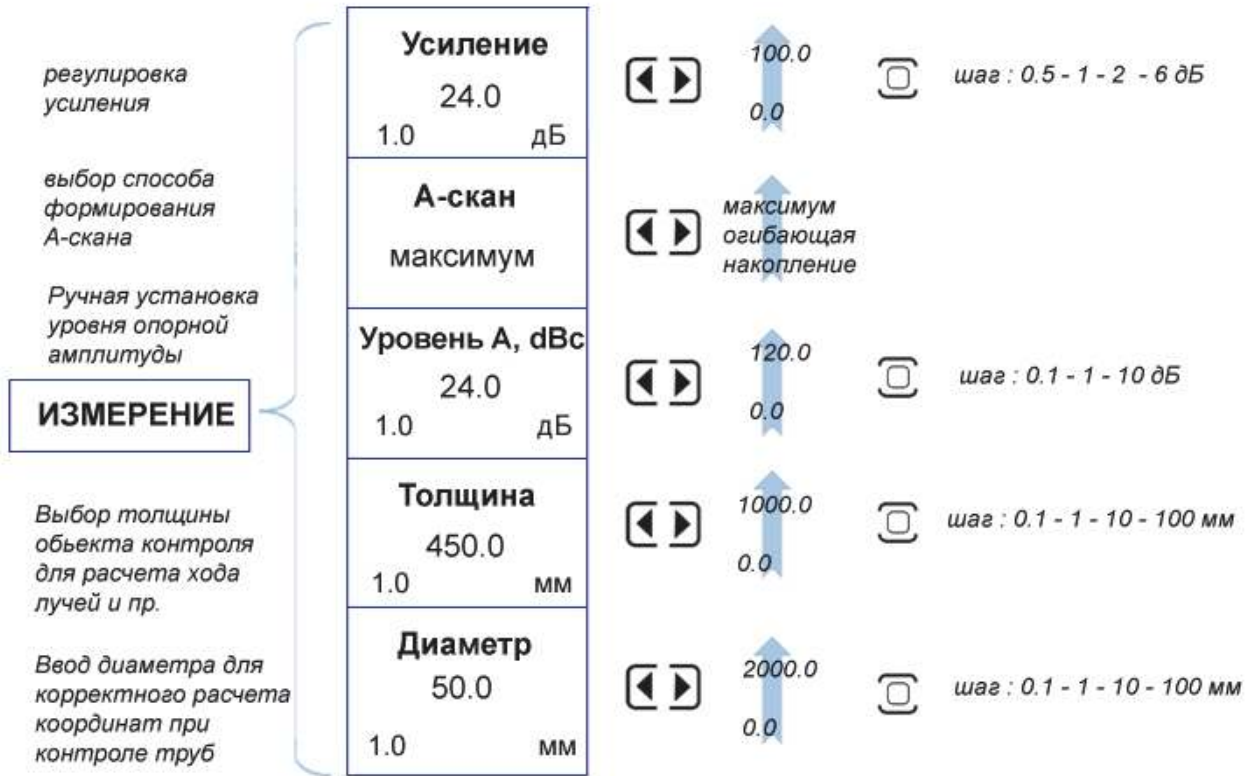 регулировка
усиления
Усиление
24.0
1.0 дБ
100.0
0.0
шаг : 0.5 - 1 - 2 - 6 дБ
выбор способа
формирования
А-скана
А-скан
максимум
максимум
огибающая
накопление
Ручная установка
уровня опорной
амплитуды
Уровень А, dBc
24.0
1.0 дБ
120.0
0.0
шаг : 0.1 - 1 - 10 дБ
ИЗМЕРЕНИЕ
Выбор толщины
обьекта контроля
для расчета хода
лучей и пр.
Толщина
450.0
1.0 мм
1000.0
0.0
шаг : 0.1 - 1 - 10 - 100 мм
Ввод диаметра для
корректного расчета
координат при
контроле труб
Диаметр
50.0
1.0 мм
2000.0
0.0
шаг : 0.1 - 1 - 10 - 100 мм